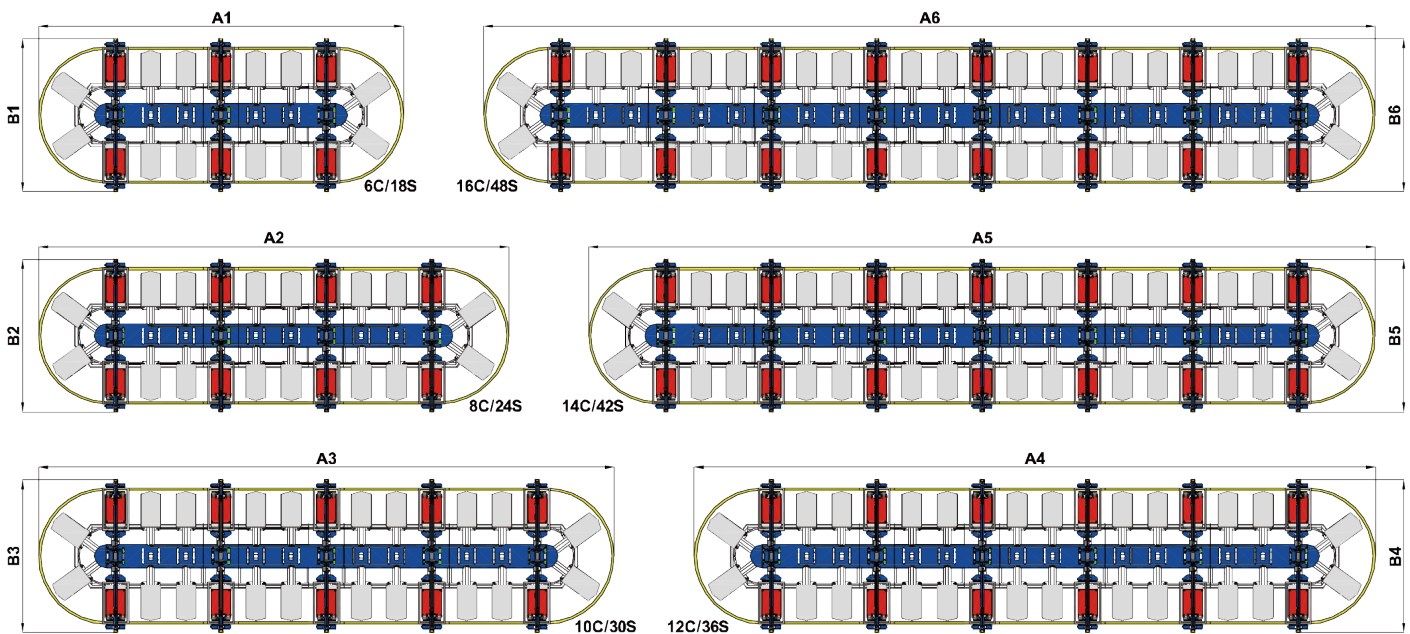 A1
A6
B1
B6
6C/18S
16C/48S
A2
A5
B2
B5
8C/24S
14C/42S
A3
A4
B3
B4
10C/30S
12C/36S